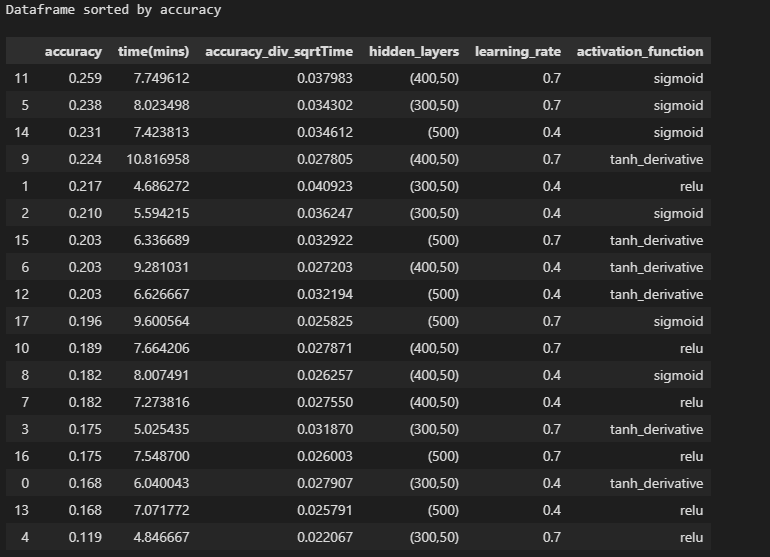 Dataframe sorted by accuracy
accuracy time(mins) accuracy_div_sqrtTime hidden_layers learning_rate activation_function
11 0.259 7.749612 0.037983 (400,50) 0.7 sigmoid
5 0.238 8.023498 0.034302 (300,50) 0.7 sigmoid
14 0.231 7.423813 0.034612 (500) 0.4 sigmoid
9 0.224 10.816958 0.027805 (400,50) 0.7 tanh_derivative
1 0.217 4.686272 0.040923 (300,50) 0.4 relu
2 0.210 5.594215 0.036247 (300,50) 0.4 sigmoid
15 0.203 6.336689 0.032922 (500) 0.7 tanh_derivative
6 0.203 9.281031 0.027203 (400,50) 0.4 tanh_derivative
12 0.203 6.626667 0.032194 (500) 0.4 tanh_derivative
17 0.196 9.600564 0.025825 (500) 0.7 sigmoid
10 0.189 7.664206 0.027871 (400,50) 0.7 relu
8 0.182 8.007491 0.026257 (400,50) 0.4 sigmoid
7 0.182 7.273816 0.027550 (400,50) 0.4 relu
3 0.175 5.025435 0.031870 (300,50) 0.7 tanh_derivative
16 0.175 7.548700 0.026003 (500) 0.7 relu
0 0.168 6.040043 0.027907 (300,50) 0.4 tanh_derivative
13 0.168 7.071772 0.025791 (500) 0.4 relu
4 0.119 4.846667 0.022067 (300,50) 0.7 relu